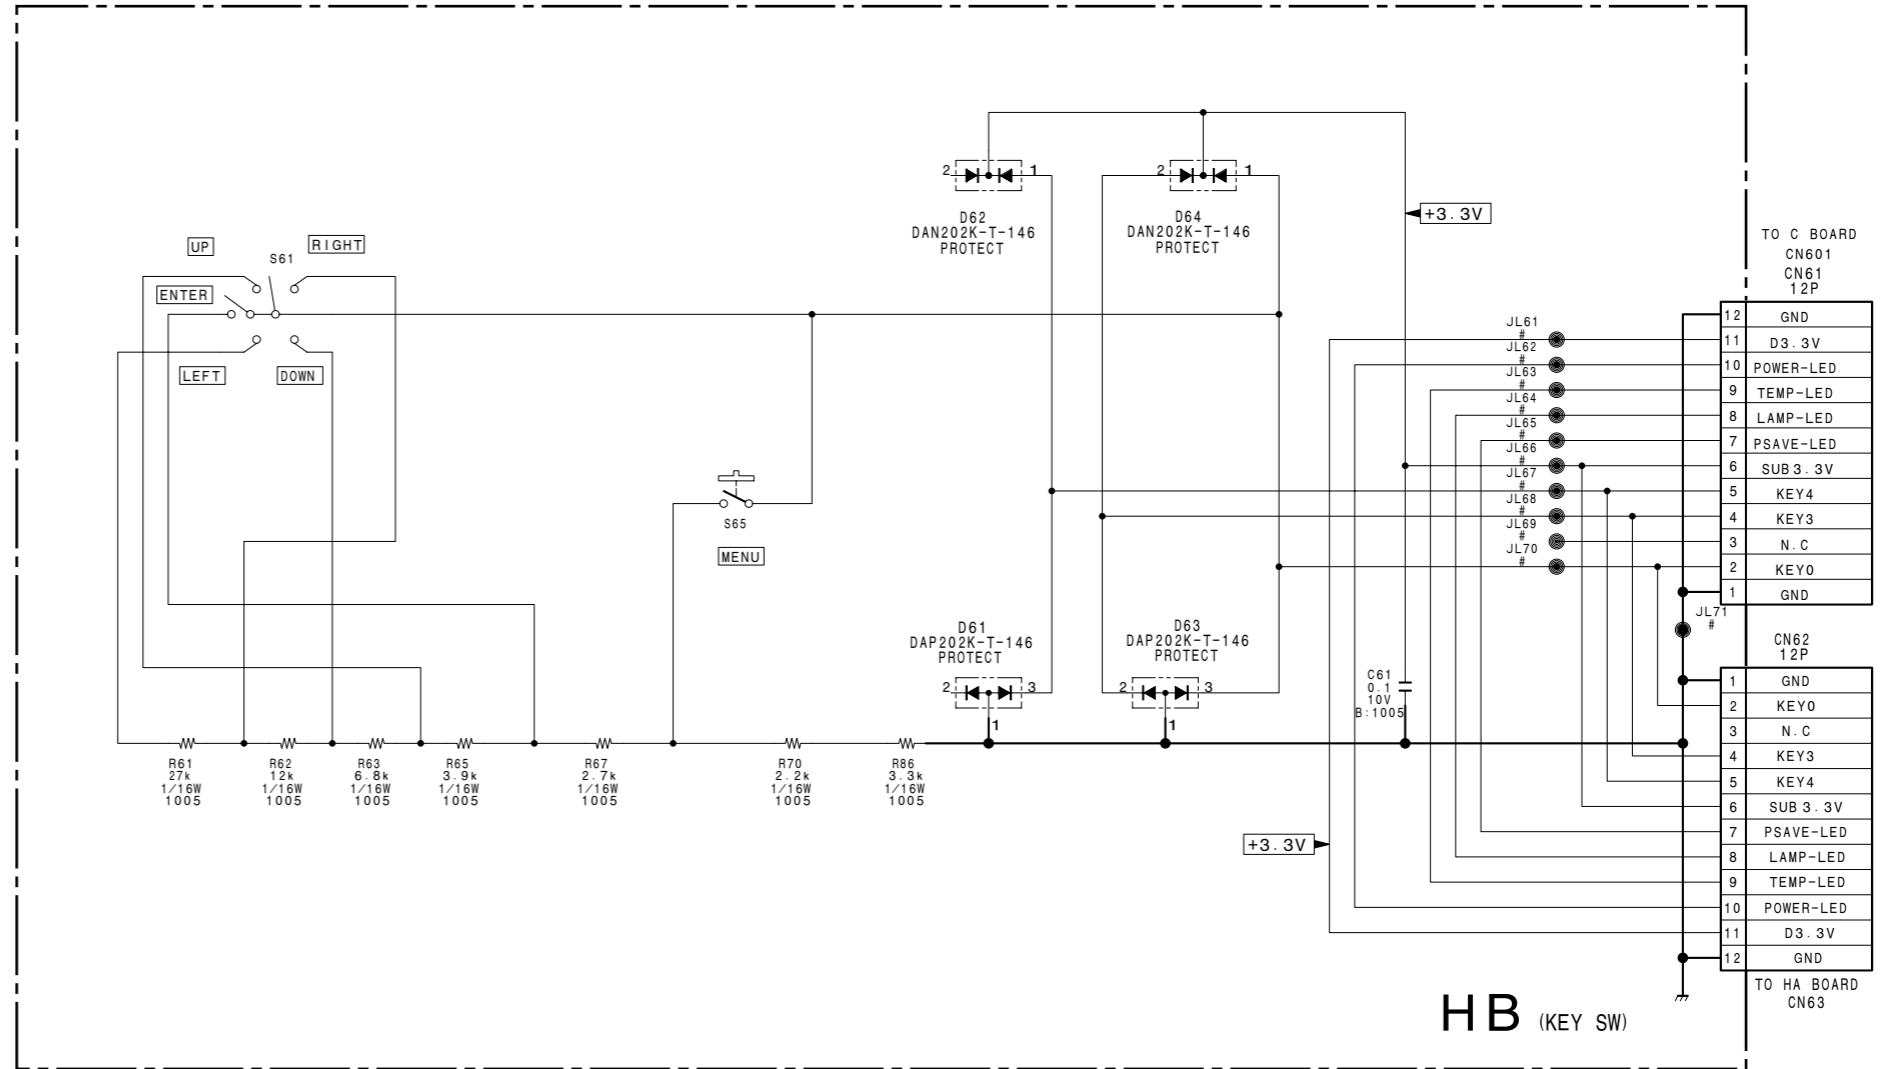 UP
RIGHT
S61
ENTER
LEFT
DOWN
S65
MENU
2
1
D62
DAN202K-T-146
PROTECT
2
1
D64
DAN202K-T-146
PROTECT
+3.3V
D61
DAP202K-T-146
PROTECT
2
3
1
D63
DAP202K-T-146
PROTECT
2
3
1
C61
0.1
10V
B:1005
R61
27k
1/16W
1005
R62
12k
1/16W
1005
R63
6.8k
1/16W
1005
R65
3.9k
1/16W
1005
R67
2.7k
1/16W
1005
R70
2.2k
1/16W
1005
R86
3.3k
1/16W
1005
+3.3V
JL61
#
JL62
#
JL63
#
JL64
#
JL65
#
JL66
#
JL67
#
JL68
#
JL69
#
JL70
#
JL71
#
TO C BOARD
CN601
CN61
12P
12 GND
11 D3.3V
10 POWER-LED
9 TEMP-LED
8 LAMP-LED
7 PSAVE-LED
6 SUB3.3V
5 KEY4
4 KEY3
3 N.C
2 KEY0
1 GND
CN62
12P
1 GND
2 KEY0
3 N.C
4 KEY3
5 KEY4
6 SUB3.3V
7 PSAVE-LED
8 LAMP-LED
9 TEMP-LED
10 POWER-LED
11 D3.3V
12 GND
TO HA BOARD
CN63
HB (KEY SW)